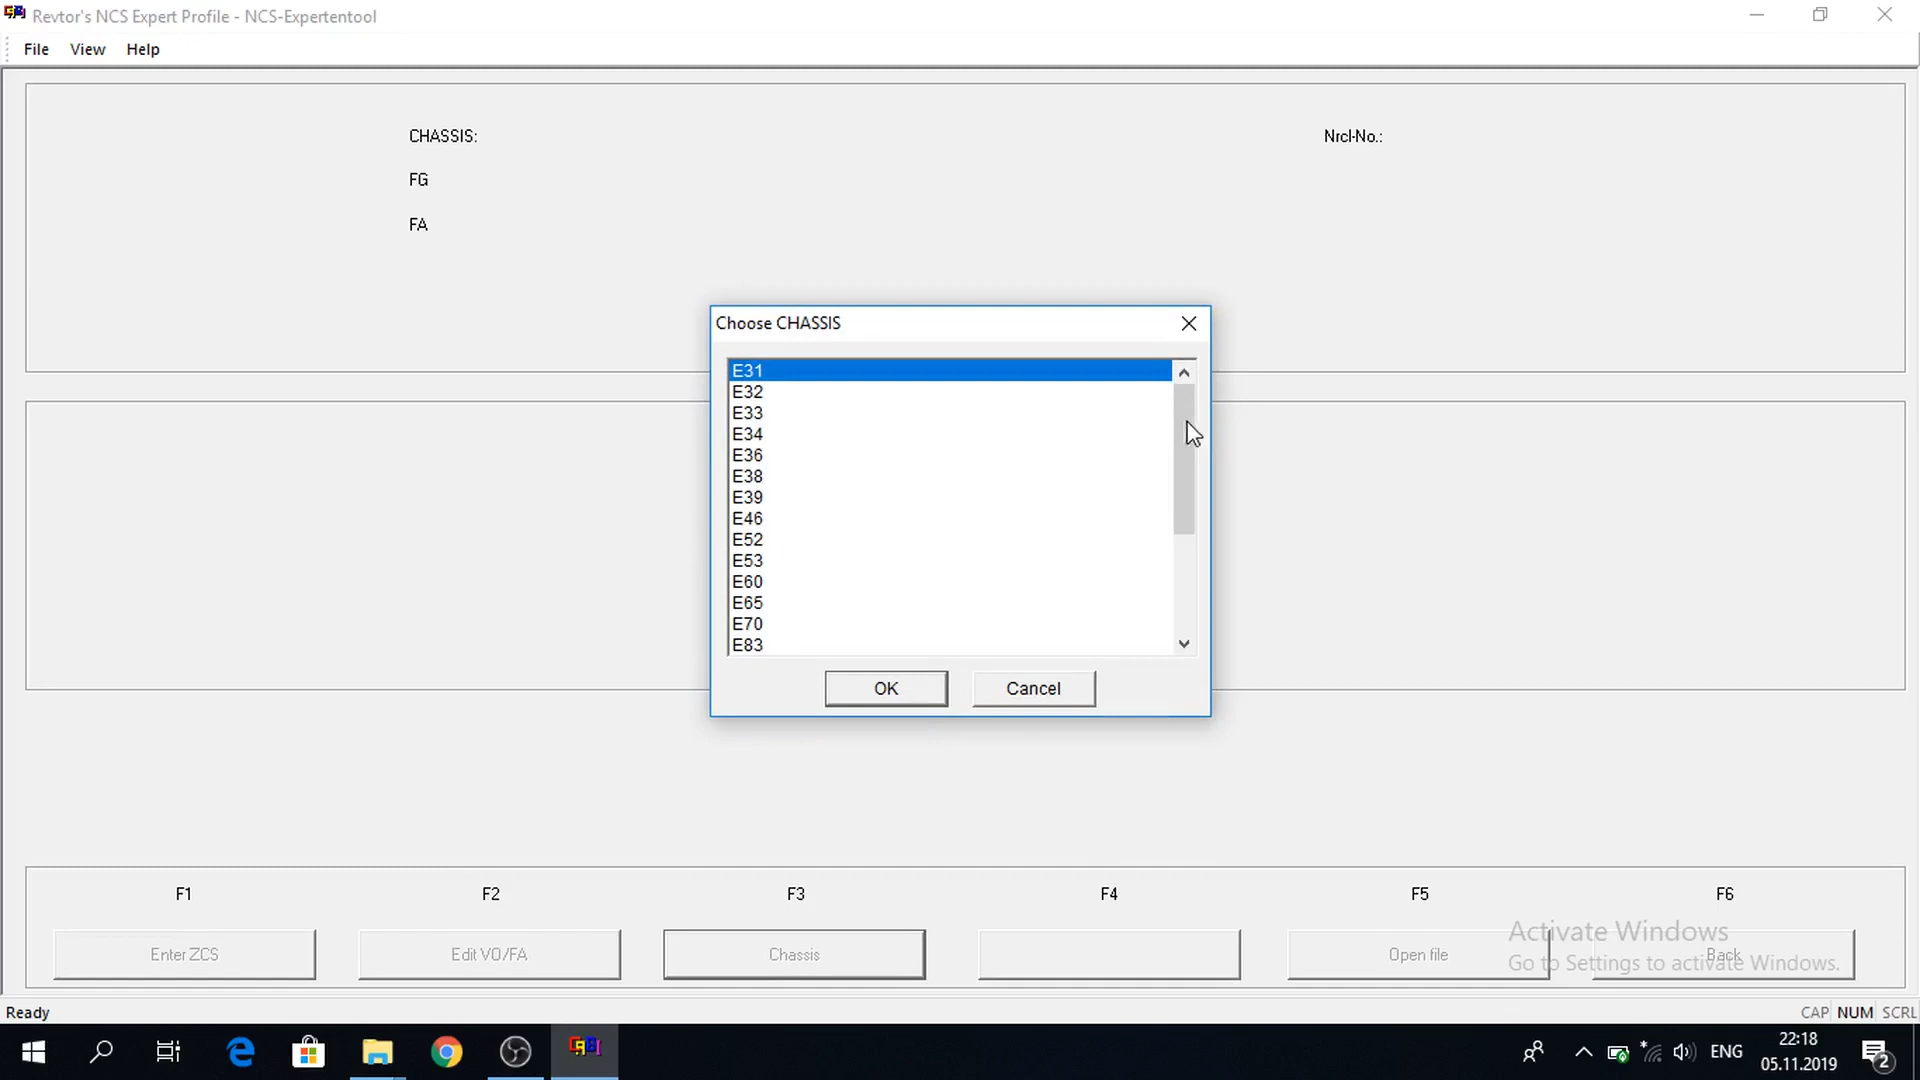 Revtor's NCS Expert Profile - NCS-Expertentool
File View Help
CHASSIS:
Nrcl-No.:
FG
FA
Choose CHASSIS
E31
E32
E33
E34
E36
E38
E39
E46
E52
E53
E60
E65
E70
E83
OK Cancel
F1 F2 F3 F4 F5 F6
Enter ZCS Edit VO/FA Chassis Open file Back
Activate Windows
Go to Settings to activate Windows.
Ready
CAP NUM SCRL
ENG
22:18
05.11.2019
2